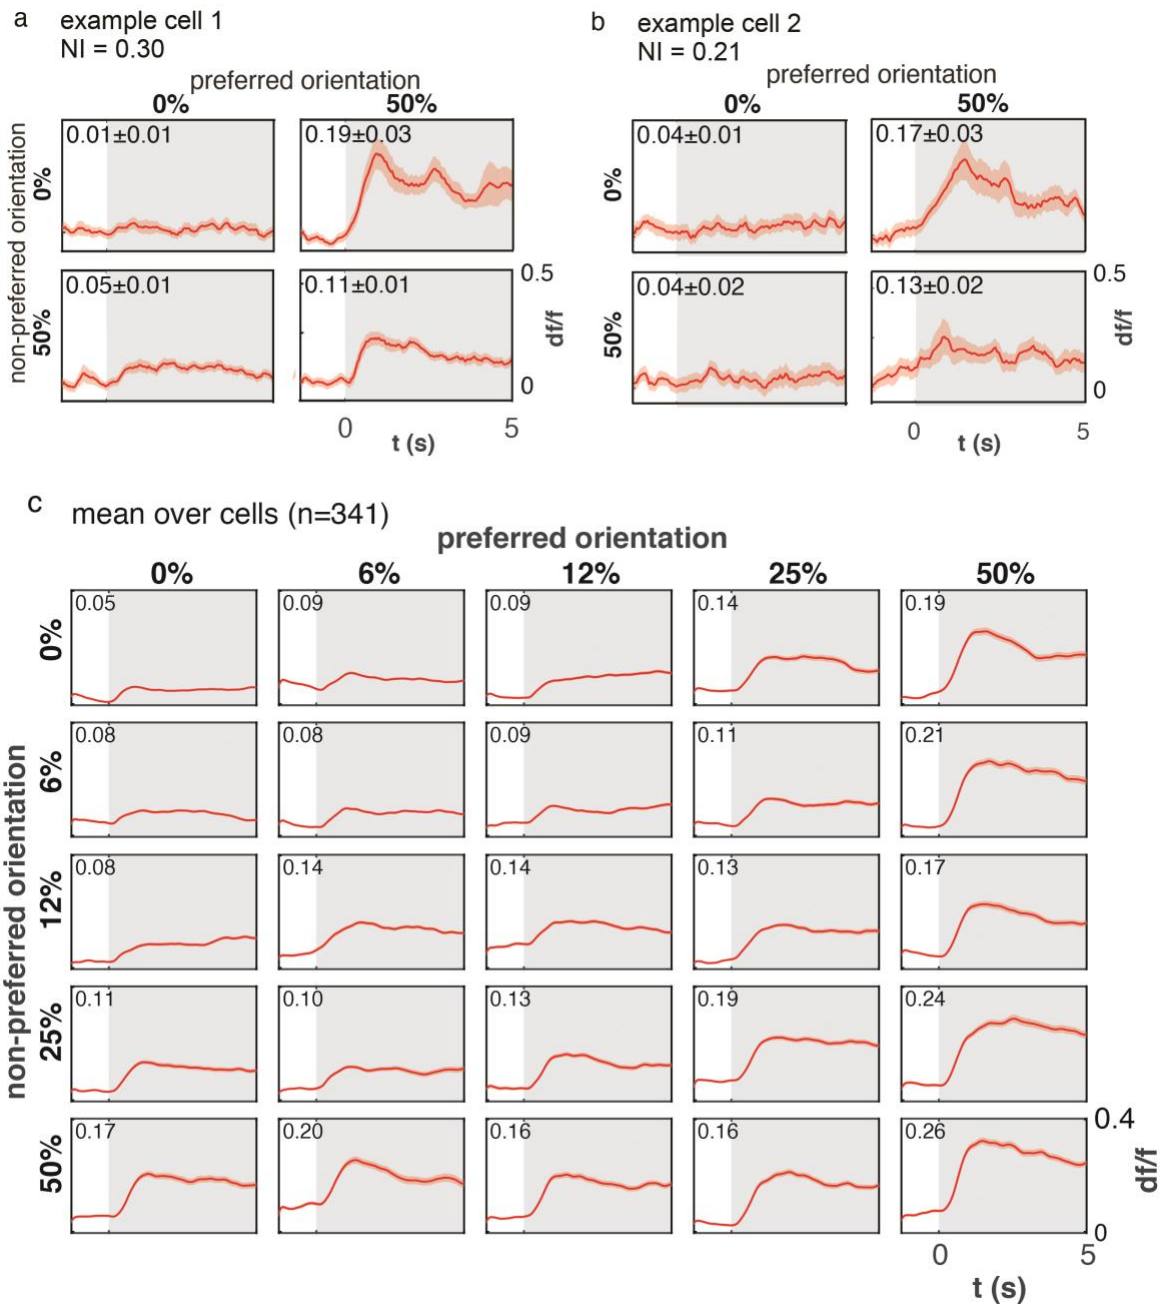 a example cell 1
NI = 0.30
preferred orientation
0% 50%
non-preferred orientation
0%
0.01±0.01 0.19±0.03
50%
0.05±0.01 0.11±0.01
0.5
df/f
0
0 5
t (s)
b example cell 2
NI = 0.21
preferred orientation
0% 50%
0%
0.04±0.01 0.17±0.03
50%
0.04±0.02 0.13±0.02
0.5
df/f
0
0 5
t (s)
c mean over cells (n=341)
preferred orientation
0% 6% 12% 25% 50%
non-preferred orientation
0%
0.05 0.09 0.09 0.14 0.19
6%
0.08 0.08 0.09 0.11 0.21
12%
0.08 0.14 0.14 0.13 0.17
25%
0.11 0.10 0.13 0.19 0.24
50%
0.17 0.20 0.16 0.16 0.26
0.4
df/f
0
0 5
t (s)